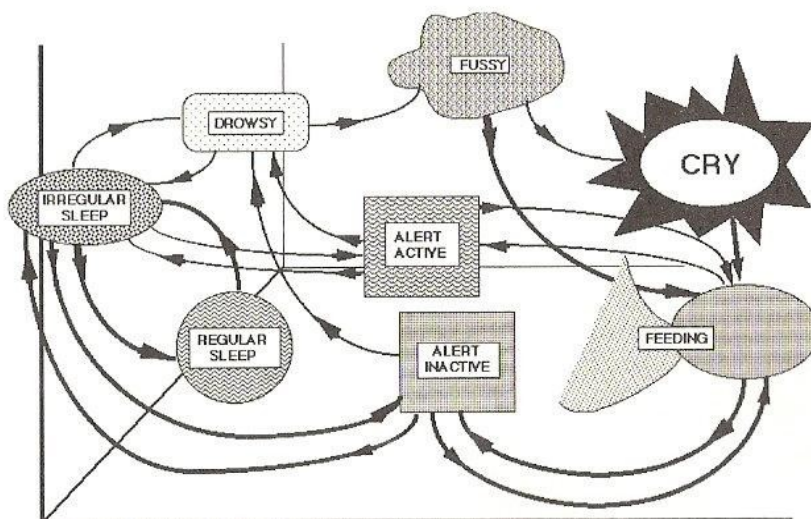 FUSSY
DROWSY
CRY
IRREGULAR
SLEEP
ALERT
ACTIVE
REGULAR
SLEEP
ALERT
INACTIVE
FEEDING